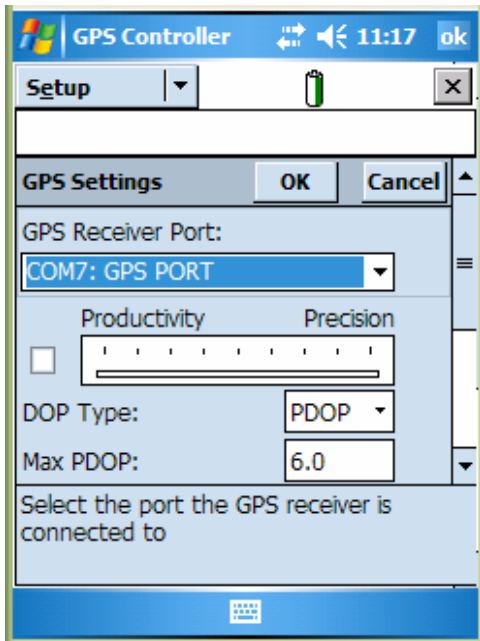 GPS Controller 11:17 ok
Setup
GPS Settings OK Cancel
GPS Receiver Port:
COM7: GPS PORT
Productivity Precision
DOP Type: PDOP
Max PDOP: 6.0
Select the port the GPS receiver is
connected to